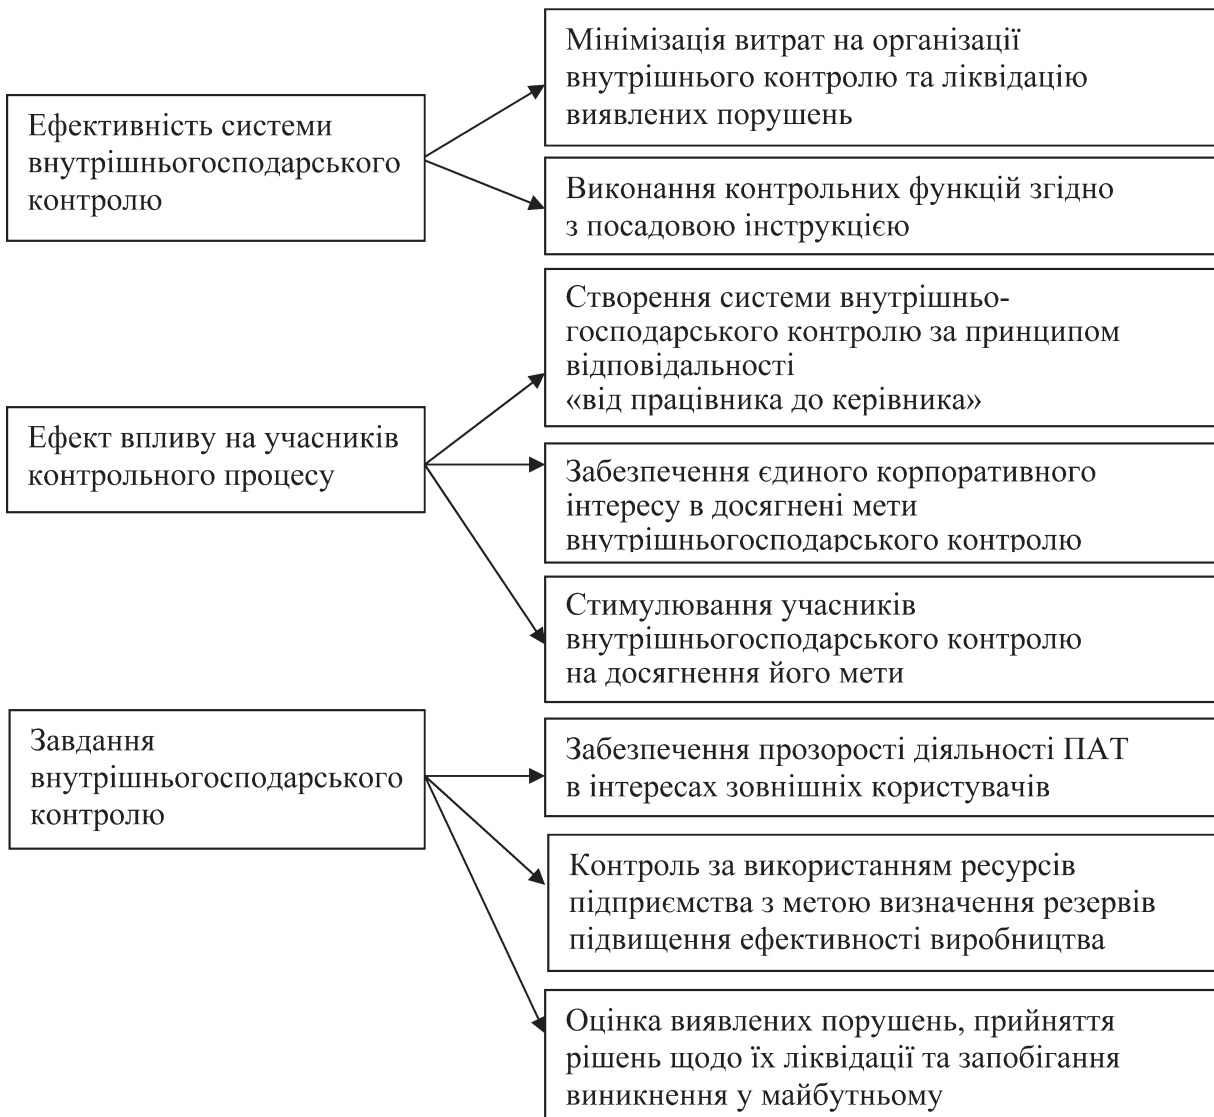 Ефективність системи
внутрішньогосподарського
контролю
Мінімізація витрат на організації
внутрішнього контролю та ліквідацію
виявлених порушень
Виконання контрольних функцій згідно
з посадовою інструкцією
Ефект впливу на учасників
контрольного процесу
Створення системи внутрішньо-
господарського контролю за принципом
відповідальності
«від працівника до керівника»
Забезпечення єдиного корпоративного
інтересу в досягнені мети
внутрішньогосподарського контролю
Стимулювання учасників
внутрішньогосподарського контролю
на досягнення його мети
Завдання
внутрішньогосподарського
контролю
Забезпечення прозорості діяльності ПАТ
в інтересах зовнішніх користувачів
Контроль за використанням ресурсів
підприємства з метою визначення резервів
підвищення ефективності виробництва
Оцінка виявлених порушень, прийняття
рішень щодо їх ліквідації та запобігання
виникнення у майбутньому